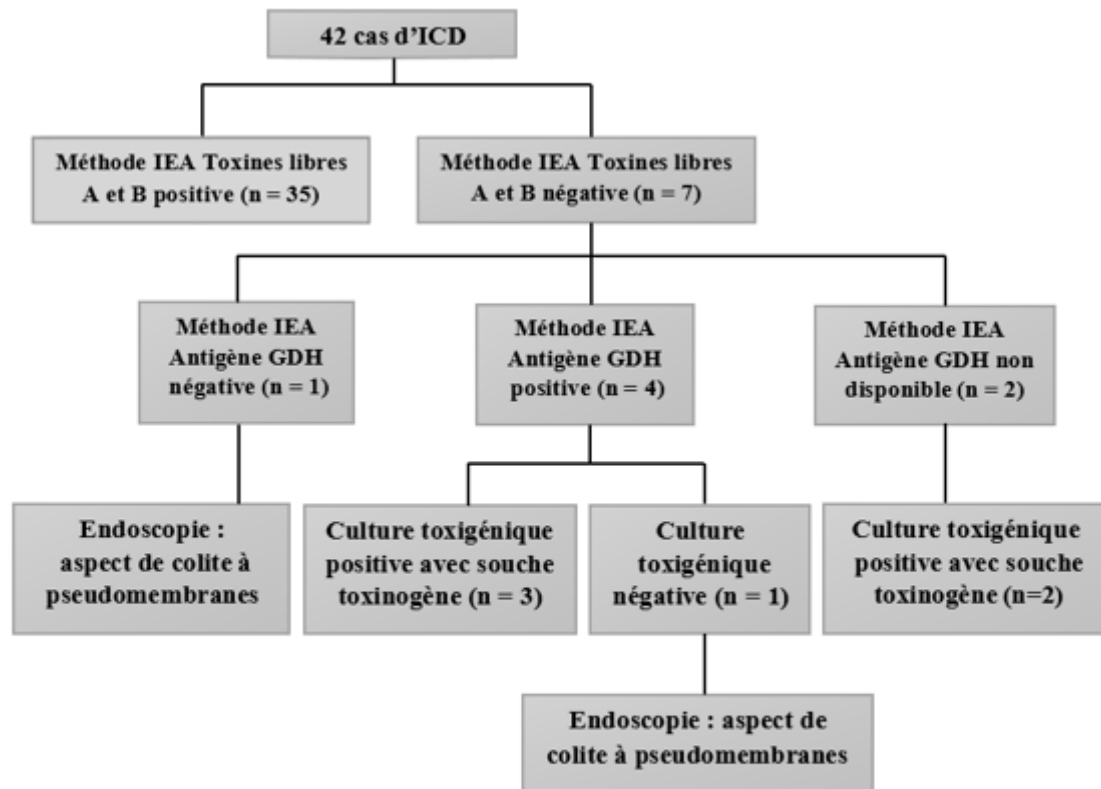 42 cas d'ICD
Méthode IEA Toxines libres
A et B positive (n = 35)
Méthode IEA Toxines libres
A et B négative (n = 7)
Méthode IEA
Antigène GDH
négative (n = 1)
Méthode IEA
Antigène GDH
positive (n = 4)
Méthode IEA
Antigène GDH non
disponible (n = 2)
Endoscopie :
aspect de colite à
pseudomembranes
Culture toxigénique
positive avec souche
toxinogène (n = 3)
Culture
toxigénique
négative (n = 1)
Culture toxigénique
positive avec souche
toxinogène (n=2)
Endoscopie : aspect de
colite à pseudomembranes